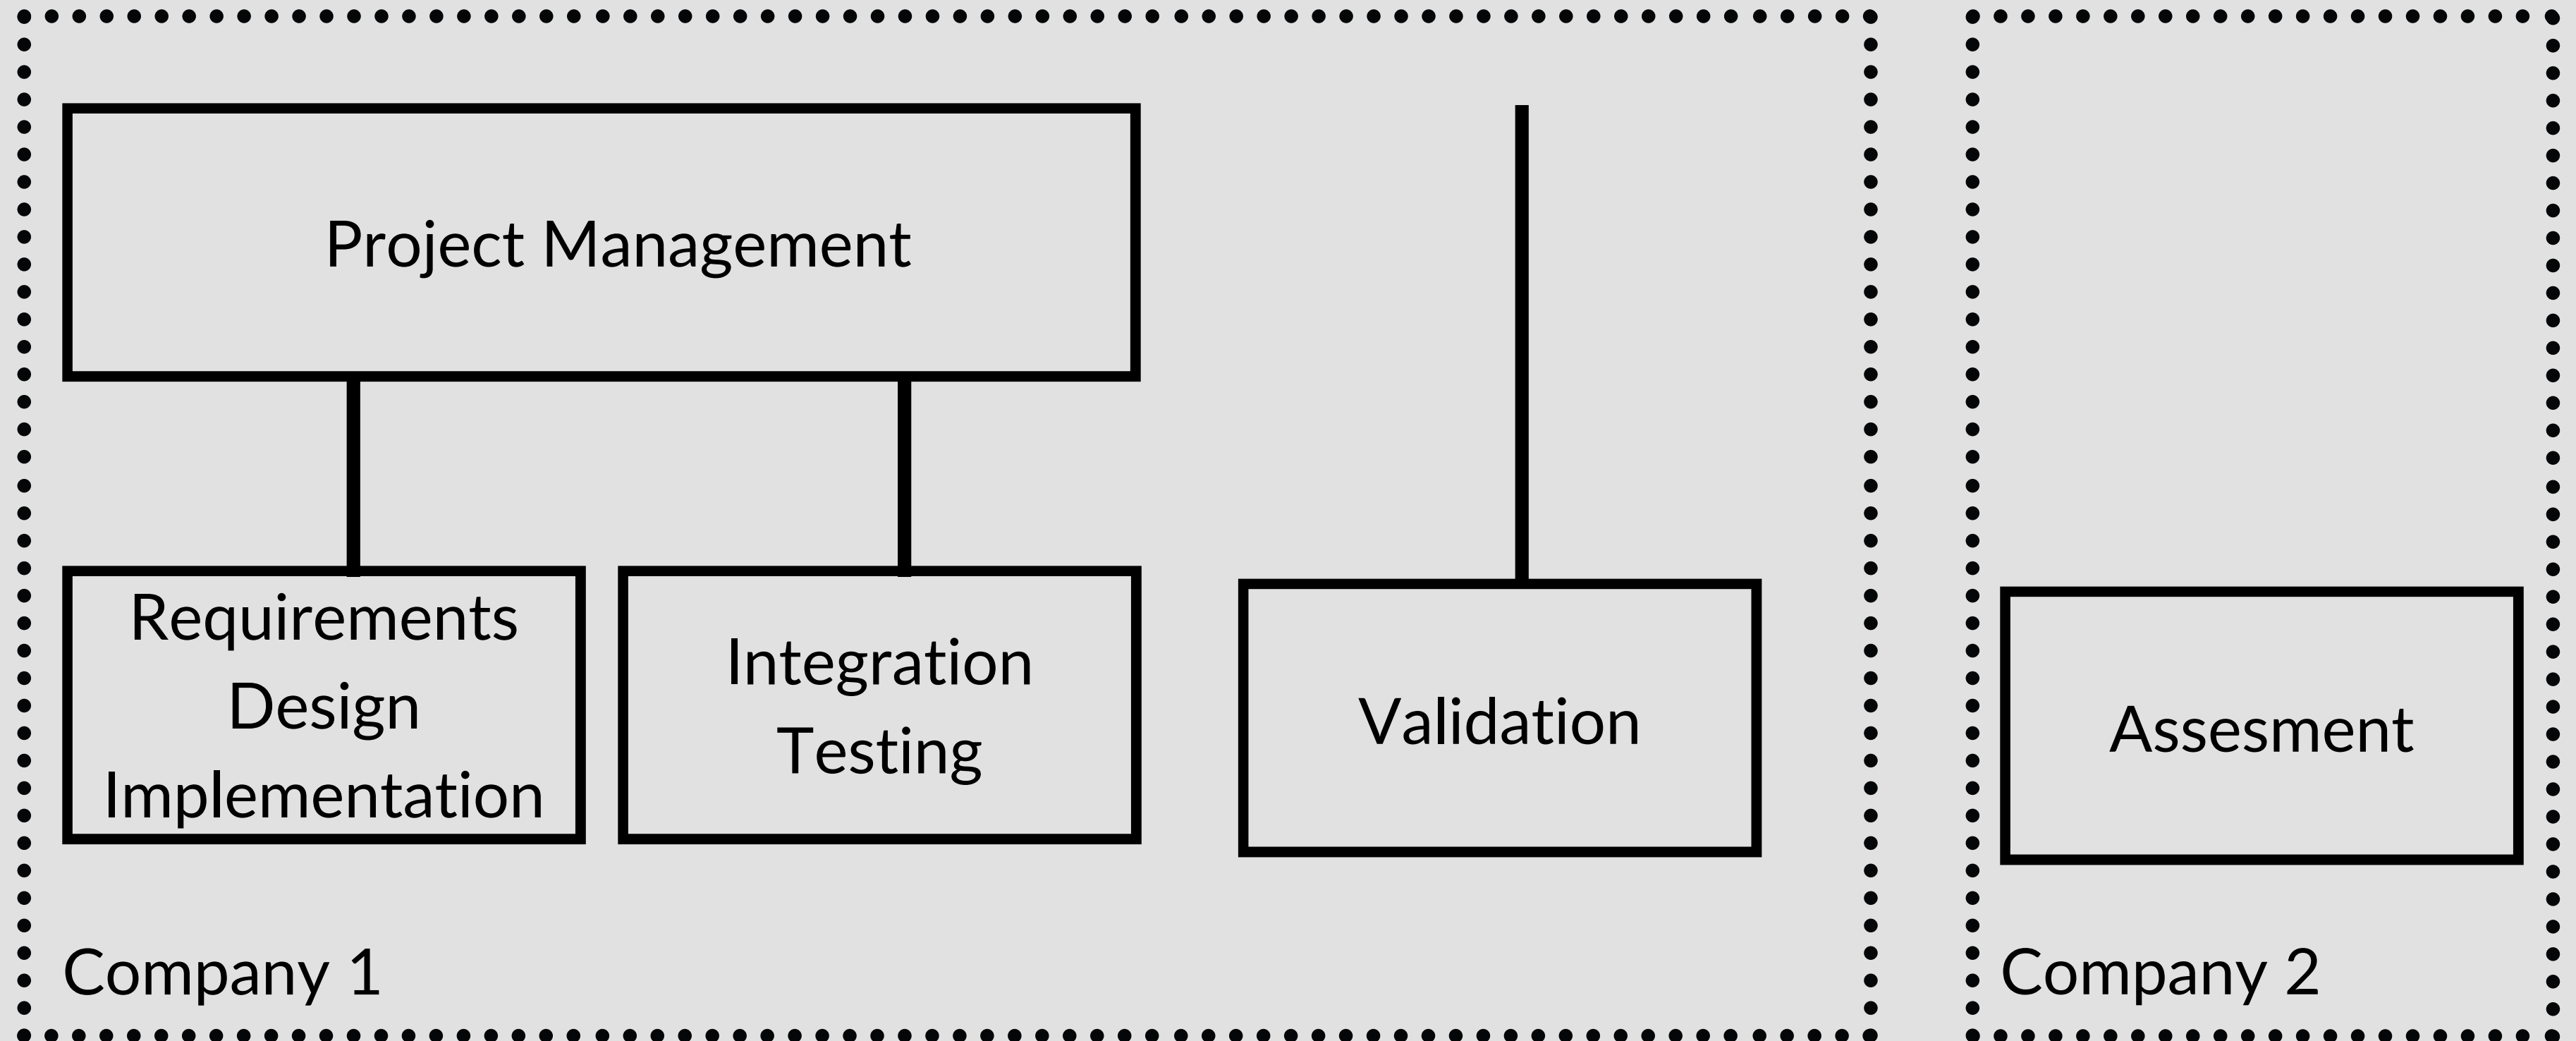 Project Management
Requirements
Design
Implementation
Integration
Testing
Validation
Assesment
Company 1
Company 2